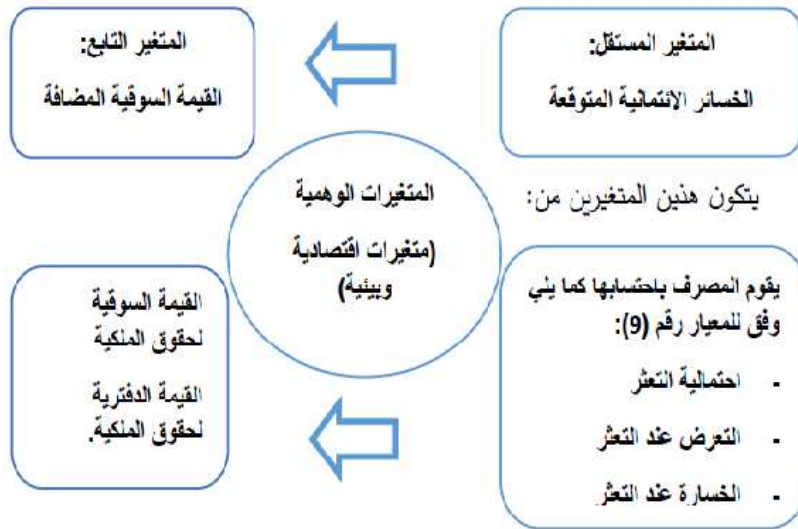 المتغير المستقل:
الخسائر الائتمانية المتوقعة
المتغير التابع:
القيمة السوقية المضافة
المتغيرات الوهمية
(متغيرات اقتصادية
وبيئية)
يتكون هذين المتغيرين من:
يقوم المصرف باحتسابها كما يلي
وفق للمعيار رقم (9):
- احتمالية التعثر
- التعرض عند التعثر
- الخسارة عند التعثر
القيمة السوقية
لحقوق الملكية
القيمة الدفترية
لحقوق الملكية.